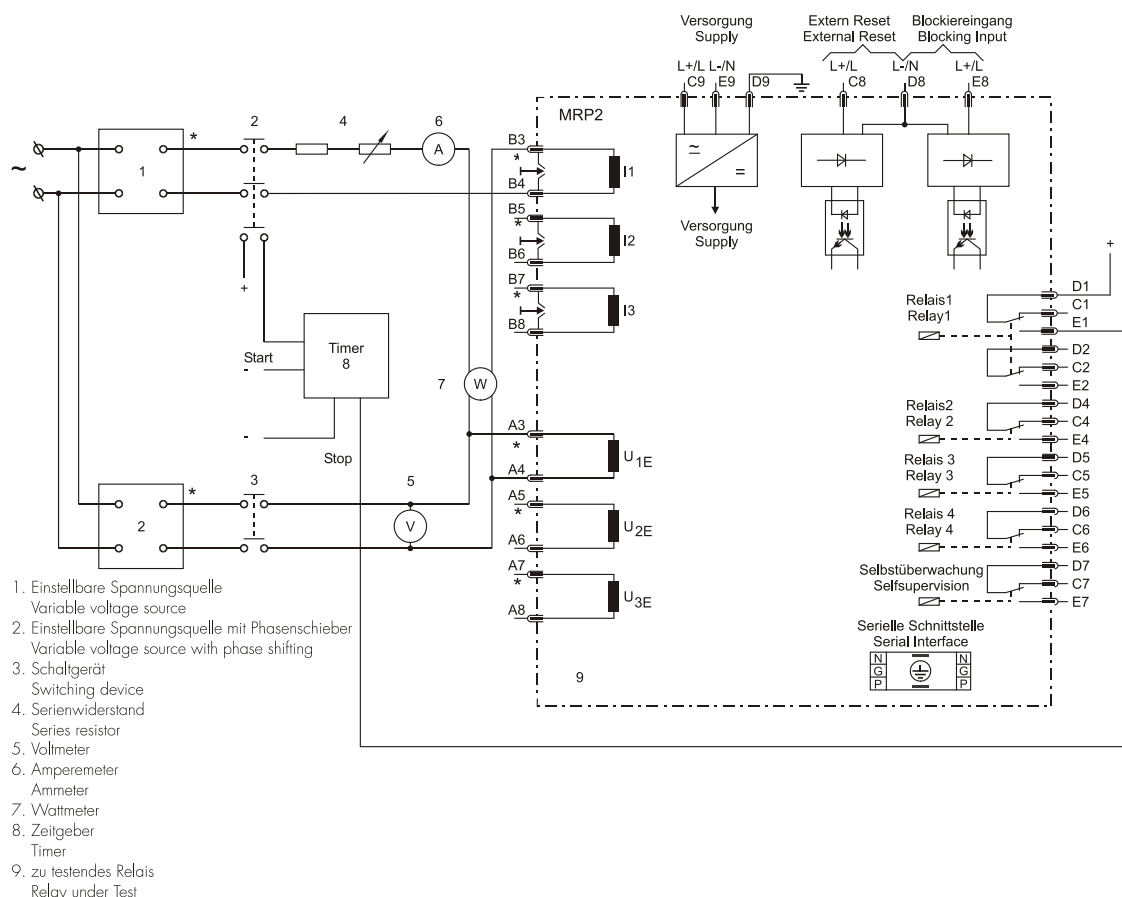 Versorgung
Supply
Extern Reset
External Reset
Blockiereingang
Blocking Input
L+/L L-/N
C9 E9 D9
L+/L
C8
L-/N
D8
L+/L
E8
MRP2
* 2 4 6
~
1
A
B3
*
B4
I1
B5
*
B6
I2
B7
*
B8
I3
≃
=
Versorgung
Supply
+
+
Start
-
Timer
8
-
Stop
7 W
A3
*
A4
U1E
A5
*
A6
U2E
A7
*
A8
U3E
* 3 5
2
V
Relais1
Relay1
D1
C1
E1
D2
C2
E2
Relais2
Relay 2
D4
C4
E4
Relais 3
Relay 3
D5
C5
E5
Relais 4
Relay 4
D6
C6
E6
Selbstüberwachung
Selfsupervision
D7
C7
E7
Serielle Schnittstelle
Serial Interface
N N
G G
P P
9
1. Einstellbare Spannungsquelle
Variable voltage source
2. Einstellbare Spannungsquelle mit Phasenschieber
Variable voltage source with phase shifting
3. Schaltgerät
Switching device
4. Serienwiderstand
Series resistor
5. Voltmeter
6. Amperemeter
Ammeter
7. Wattmeter
8. Zeitgeber
Timer
9. zu testendes Relais
Relay under Test